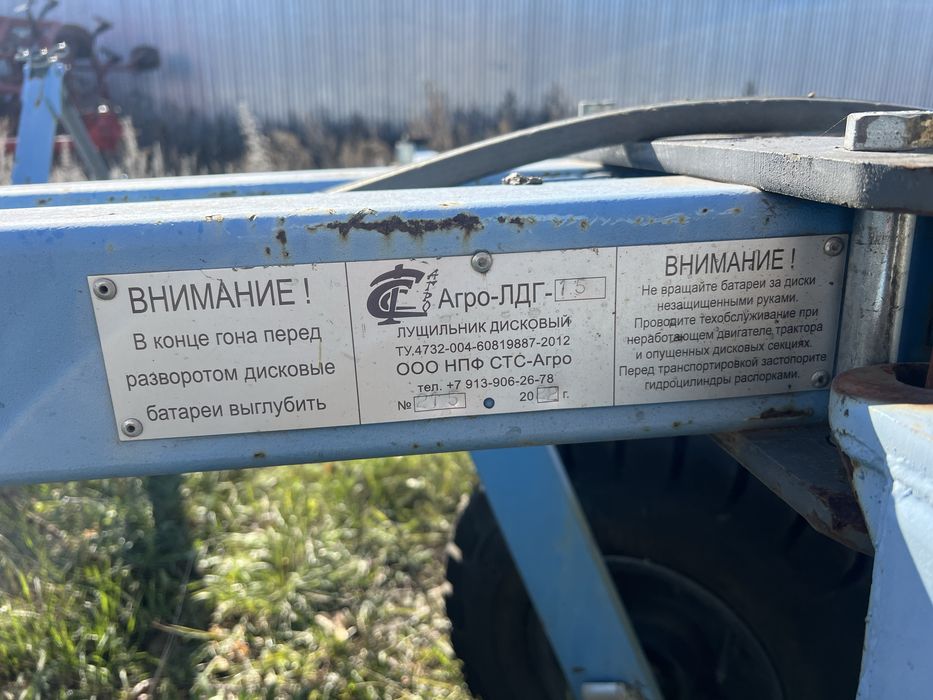 ВНИМАНИЕ !
В конце гона перед
разворотом дисковые
батареи выглубить
АГРО
Агро-ЛДГ-15
ЛУЩИЛЬНИК ДИСКОВЫЙ
ТУ.4732-004-60819887-2012
ООО НПФ СТС-Агро
тел. +7 913-906-26-78
№ 215 20 г.
ВНИМАНИЕ !
Не вращайте батареи за диски
незащищенными руками.
Проводите техобслуживание при
неработающем двигателе трактора
и опущенных дисковых секциях.
Перед транспортировкой застопорите
гидроцилиндры распорками.